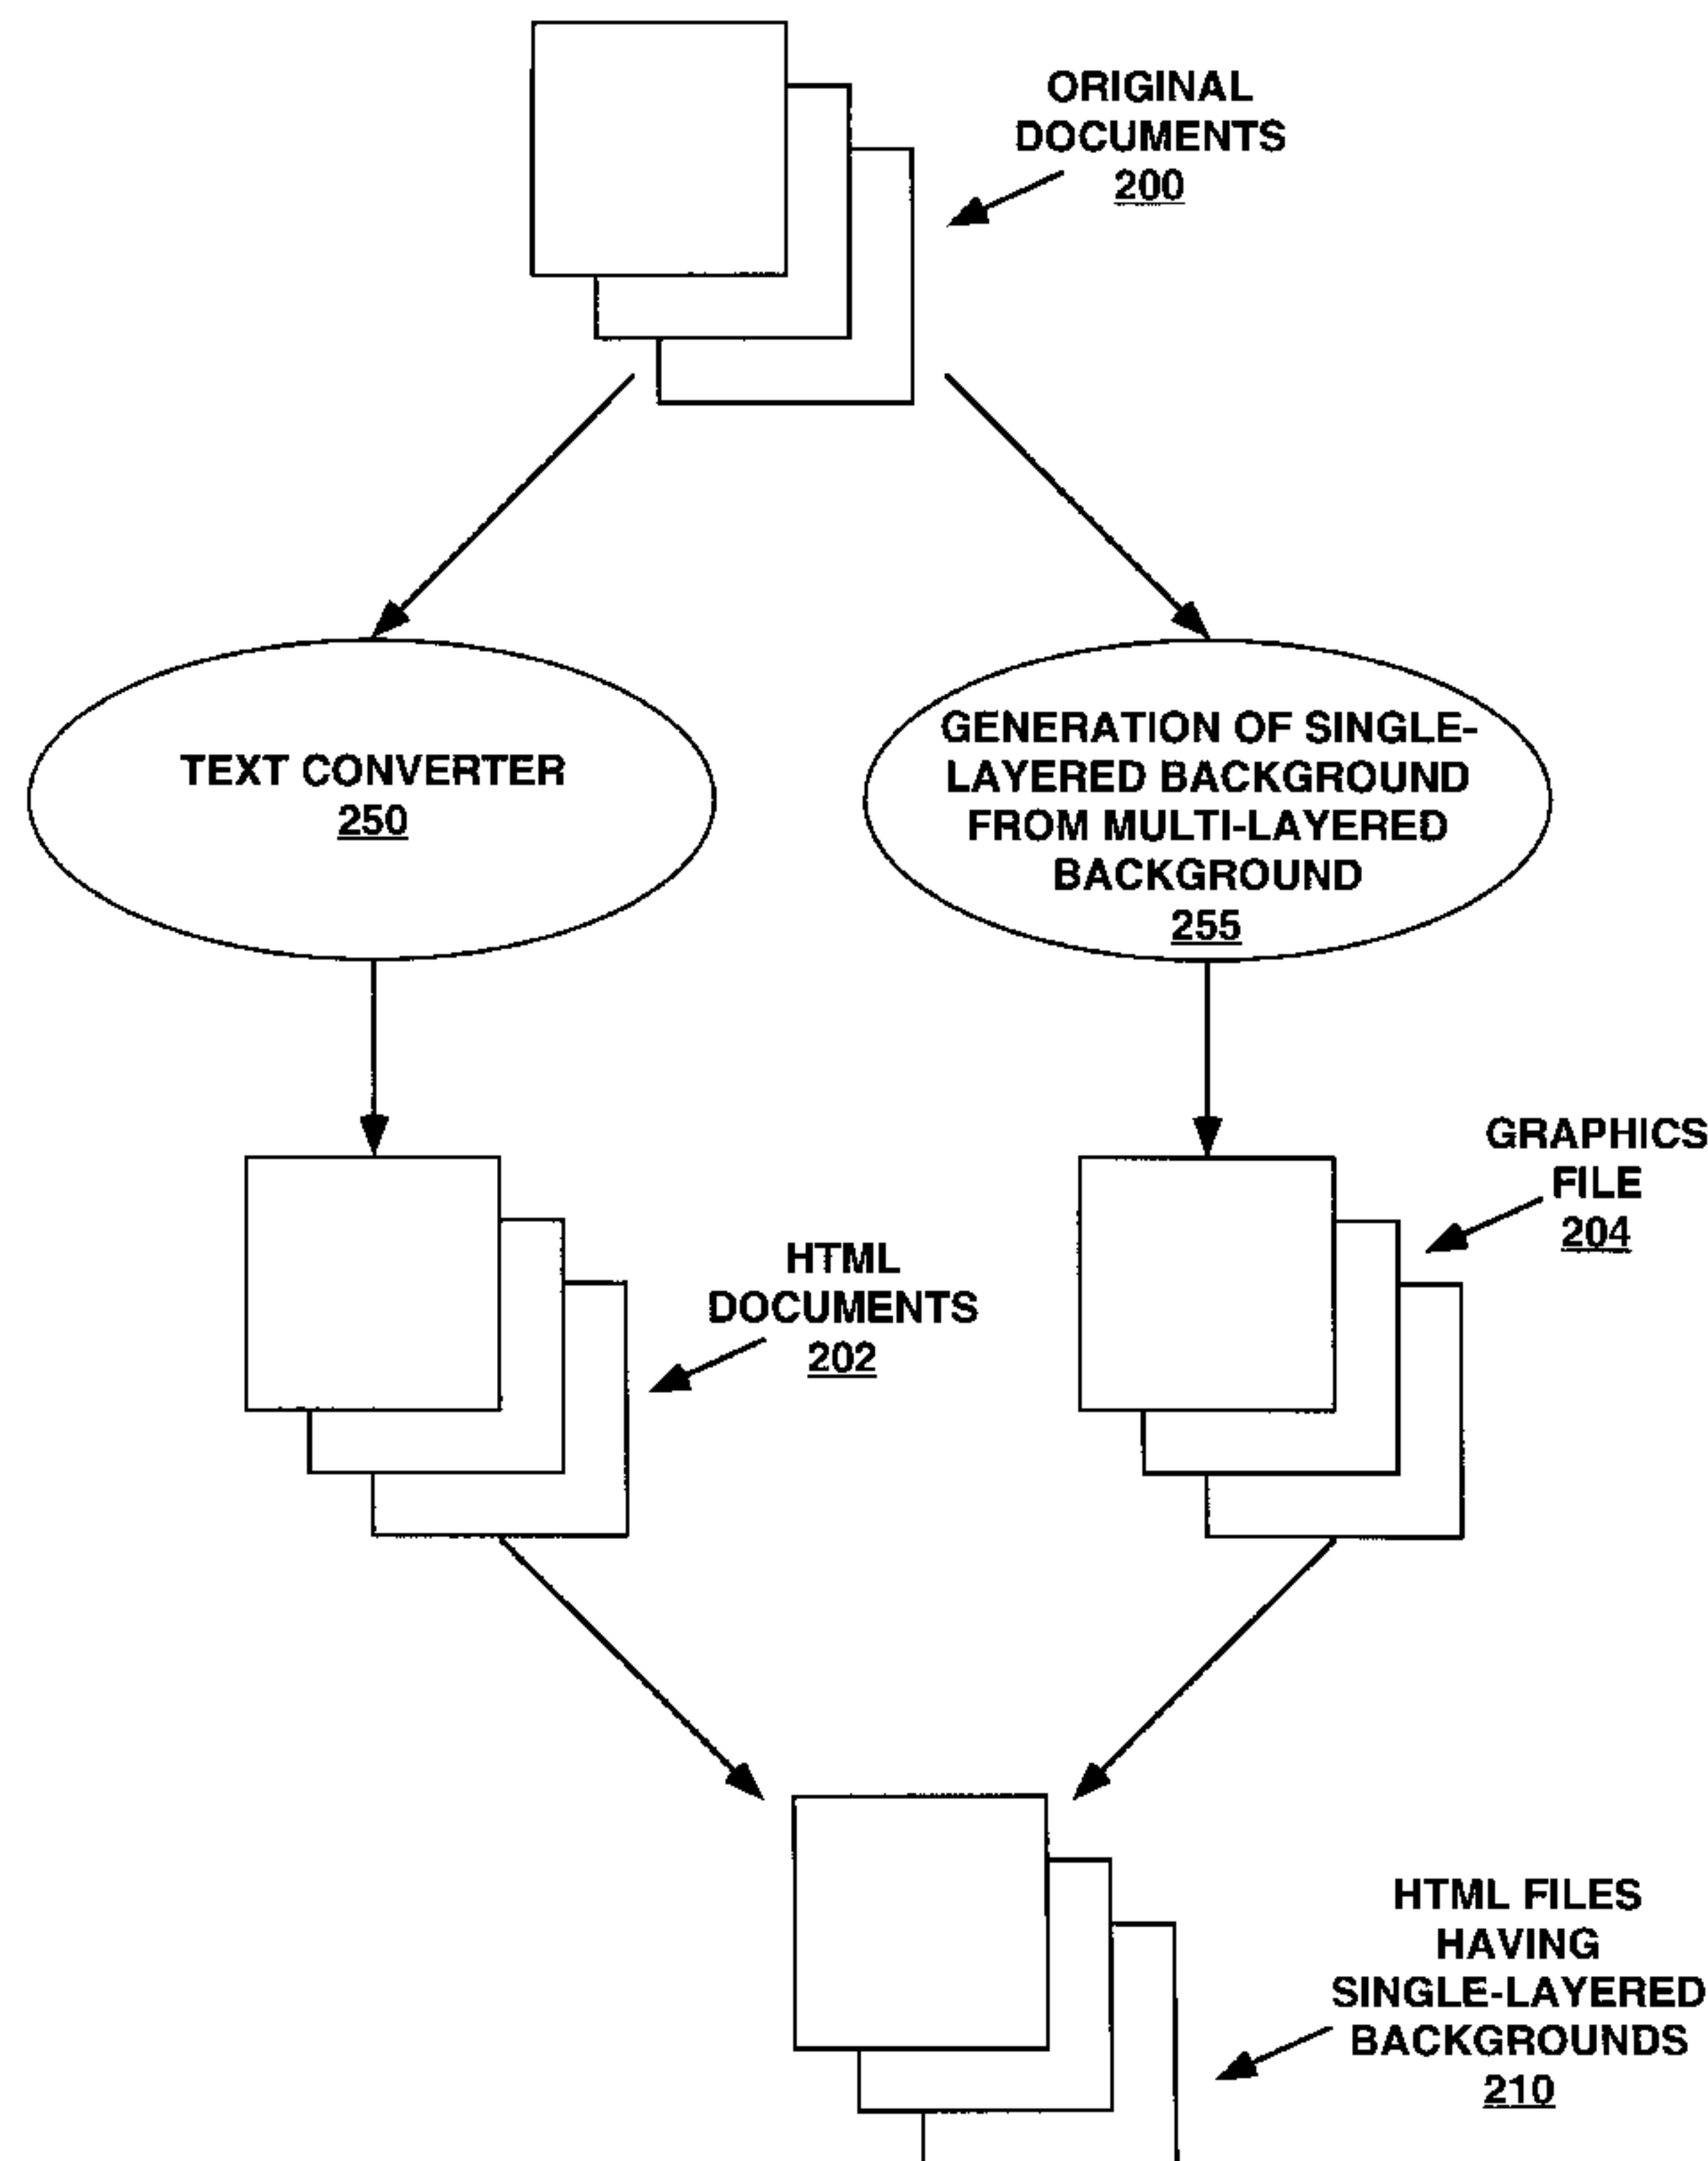 ORIGINAL
DOCUMENTS
200
TEXT CONVERTER
250
GENERATION OF SINGLE-
LAYERED BACKGROUND
FROM MULTI-LAYERED
BACKGROUND
255
GRAPHICS
FILE
204
HTML
DOCUMENTS
202
HTML FILES
HAVING
SINGLE-LAYERED
BACKGROUNDS
210